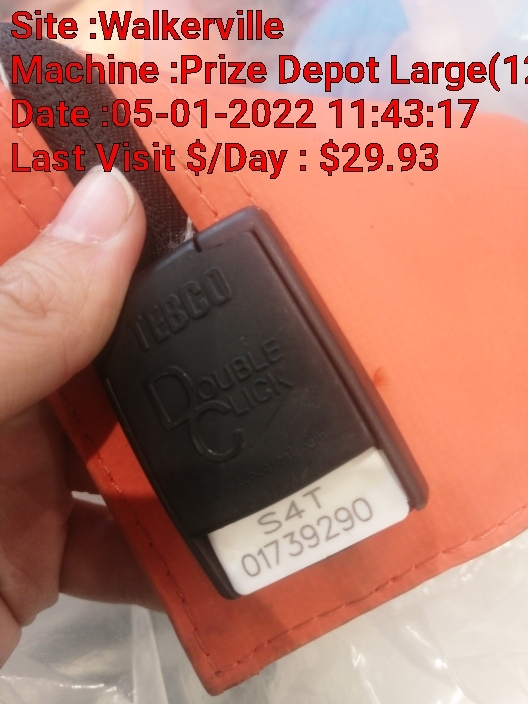 Site :Walkerville
Machine :Prize Depot Large(12
Date :05-01-2022 11:43:17
Last Visit $/Day : $29.93
TEBCO
DOUBLE
CLICK
S4T
01739290